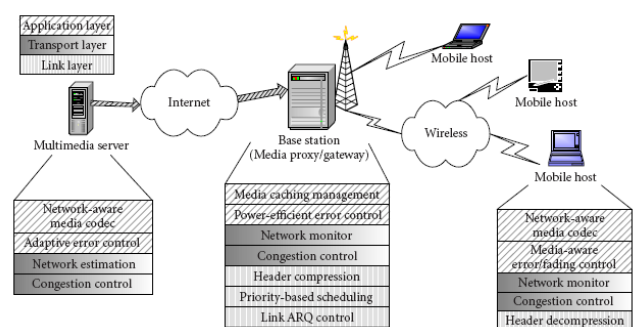 Application layer
Transport layer
Link layer
Internet
Multimedia server
Base station
(Media proxy/gateway)
Mobile host
Mobile host
Wireless
Mobile host
Network-aware
media codec
Adaptive error control
Network estimation
Congestion control
Media caching management
Power-efficient error control
Network monitor
Congestion control
Header compression
Priority-based scheduling
Link ARQ control
Network-aware
media codec
Media-aware
error/fading control
Network monitor
Congestion control
Header decompression